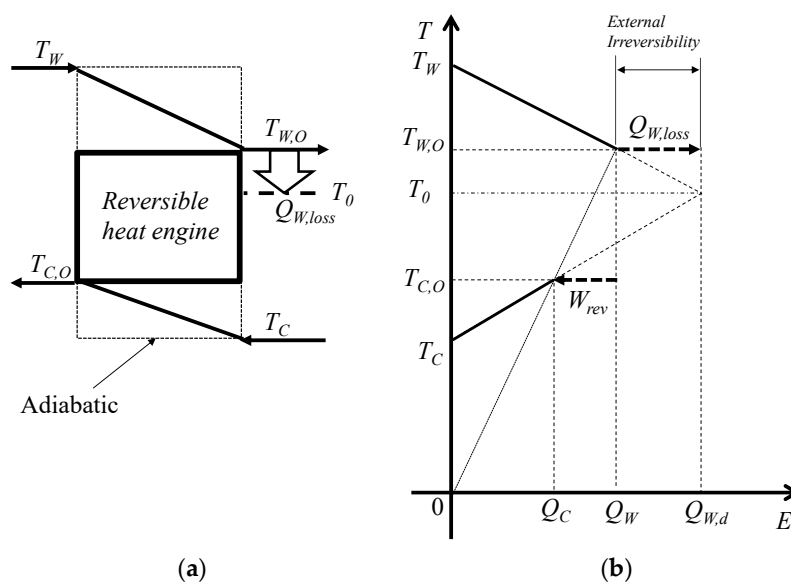 T_W
T_{W,O}
Reversible
heat engine
T_0
Q_{W,loss}
T_{C,O}
T_C
Adiabatic
(a)
T
External
Irreversibility
T_W
T_{W,O}
Q_{W,loss}
T_0
T_{C,O}
W_{rev}
T_C
0
Q_C
Q_W
Q_{W,d}
E
(b)